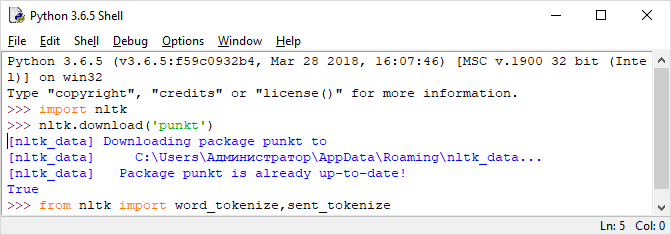 Python 3.6.5 Shell
File Edit Shell Debug Options Window Help
Python 3.6.5 (v3.6.5:f59c0932b4, Mar 28 2018, 16:07:46) [MSC v.1900 32 bit (Inte
l)] on win32
Type "copyright", "credits" or "license()" for more information.
>>> import nltk
>>> nltk.download('punkt')
[nltk_data] Downloading package punkt to
[nltk_data]     C:\Users\Администратор\AppData\Roaming\nltk_data...
[nltk_data]   Package punkt is already up-to-date!
True
>>> from nltk import word_tokenize,sent_tokenize
Ln: 5 Col: 0